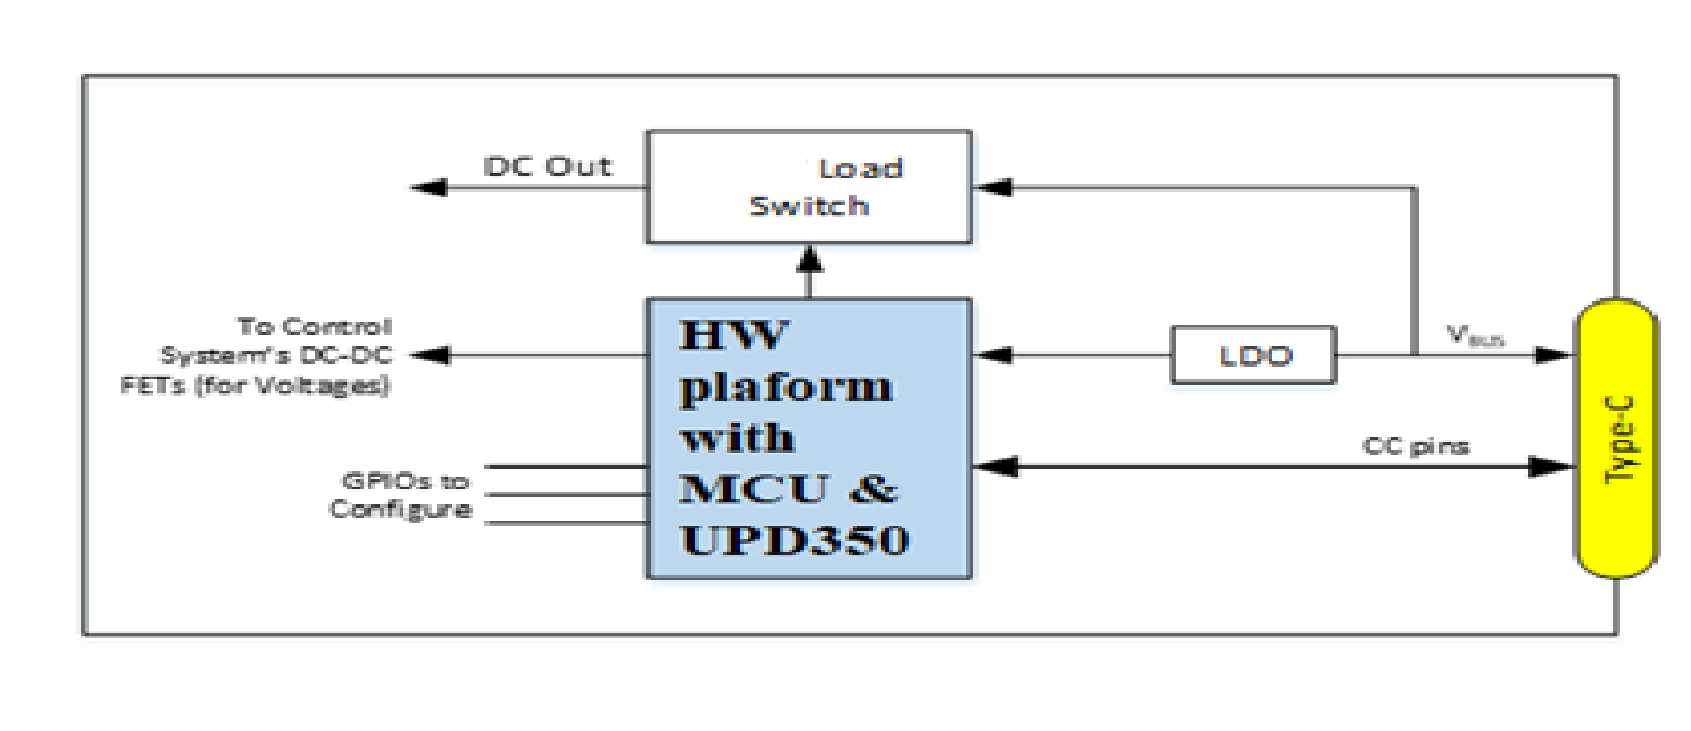 DC Out
Load
Switch
To Control
System's DC-DC
FETs (for Voltages)
GPIOs to
Configure
HW
plaform
with
MCU &
UPD350
LDO
VBUS
CC pins
Type-C